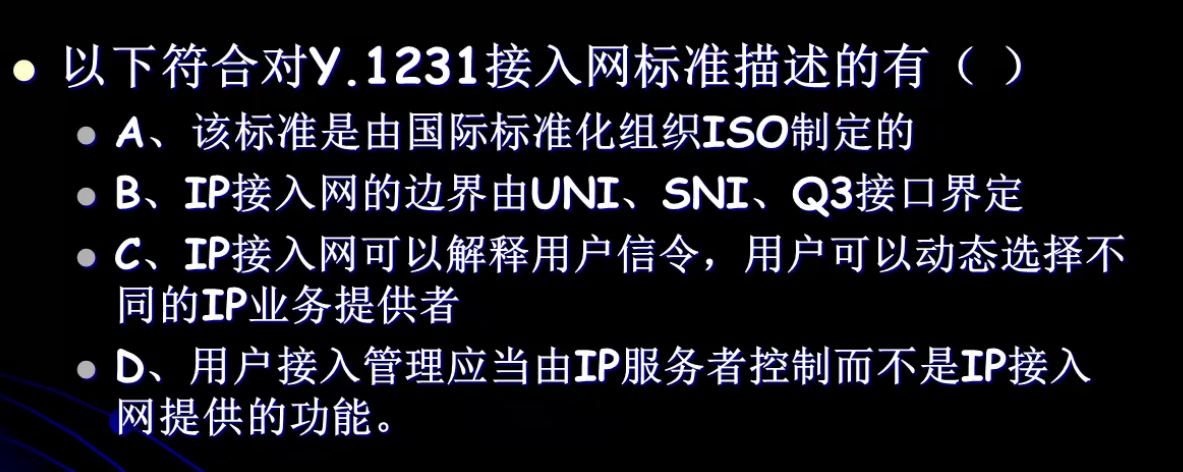 以下符合对Y.1231接入网标准描述的有（ ）
A、该标准是由国际标准化组织ISO制定的
B、IP接入网的边界由UNI、SNI、Q3接口界定
C、IP接入网可以解释用户信令，用户可以动态选择不
同的IP业务提供者
D、用户接入管理应当由IP服务者控制而不是IP接入
网提供的功能。